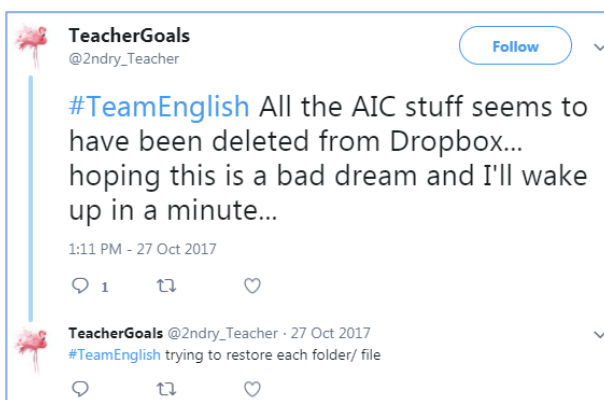 TeacherGoals
@2ndry_Teacher
Follow
#TeamEnglish All the AIC stuff seems to
have been deleted from Dropbox...
hoping this is a bad dream and I'll wake
up in a minute...
1:11 PM - 27 Oct 2017
1
TeacherGoals @2ndry_Teacher · 27 Oct 2017
#TeamEnglish trying to restore each folder/ file